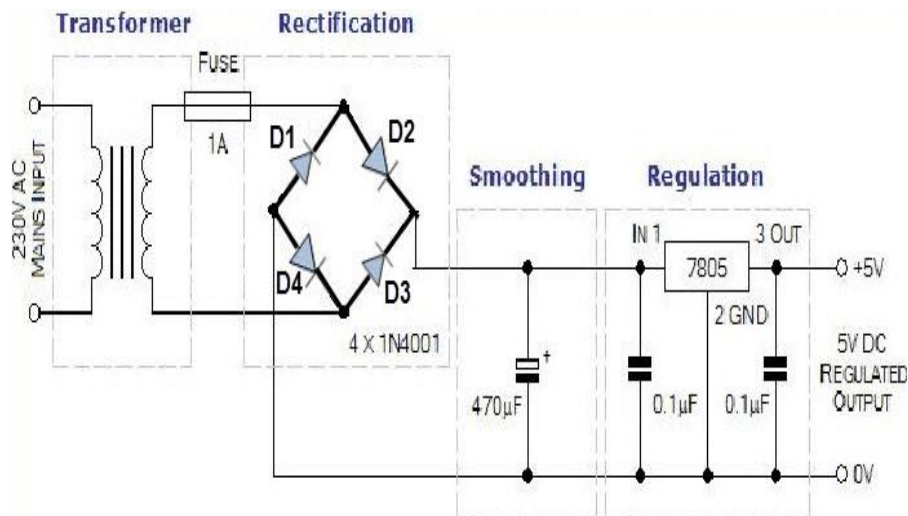 Transformer
Rectification
FUSE
1A
D1
D2
D4
D3
4 X 1N4001
230V AC
MAINS INPUT
Smoothing
Regulation
IN 1
3 OUT
7805
2 GND
+5V
+
470µF
0.1µF
0.1µF
5V DC
REGULATED
OUTPUT
0V